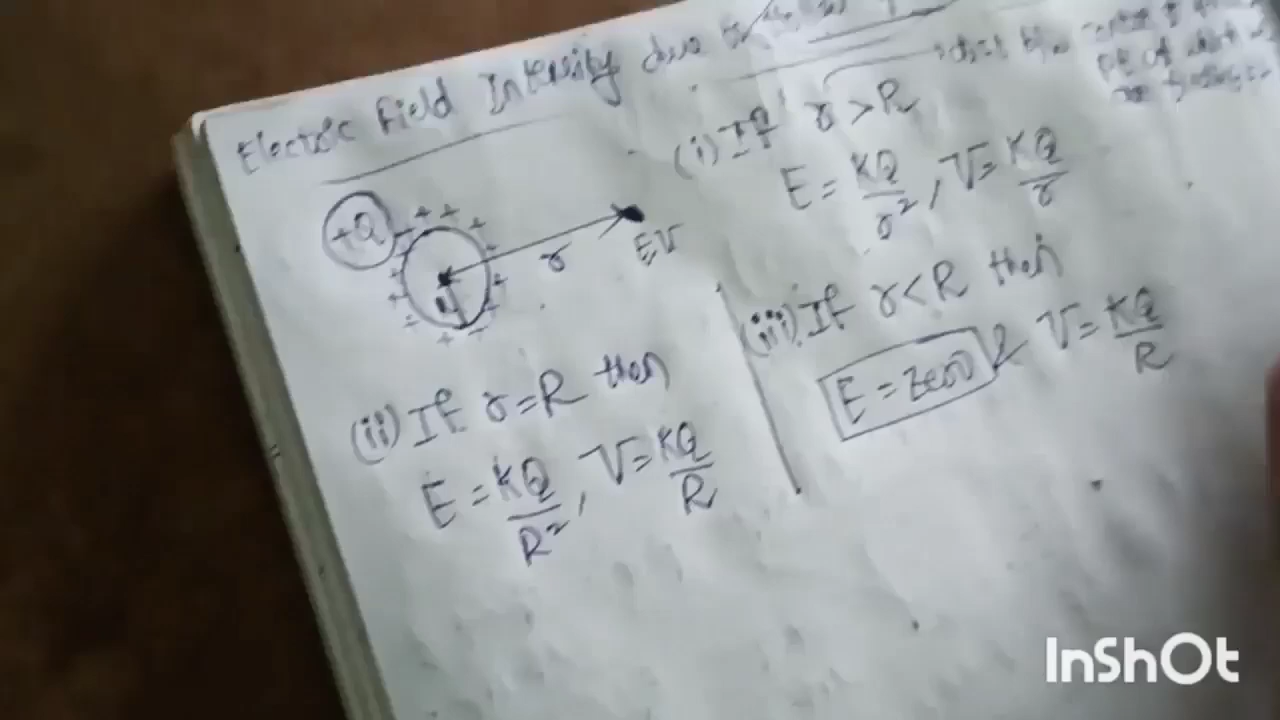 Electric Field Intensity due to
+Q
r
E V
(i) If r > R
E = KQ/r², V = KQ/r
(ii) If r = R then
E = KQ/R², V = KQ/R
(iii) If r < R then
E = zero & V = KQ/R
InShOt